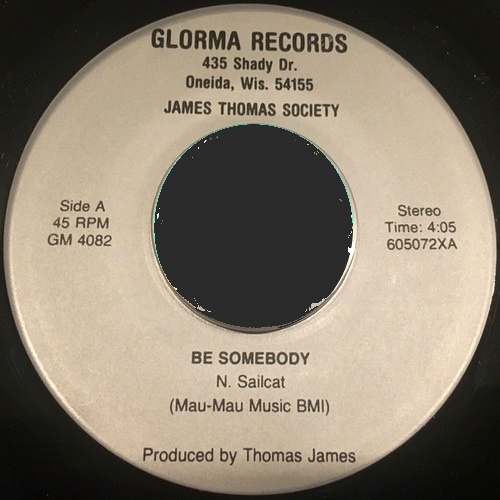 GLORMA RECORDS
435 Shady Dr.
Oneida, Wis. 54155
JAMES THOMAS SOCIETY
Side A
45 RPM
GM 4082
Stereo
Time: 4:05
605072XA
BE SOMEBODY
N. Sailcat
(Mau-Mau Music BMI)
Produced by Thomas James